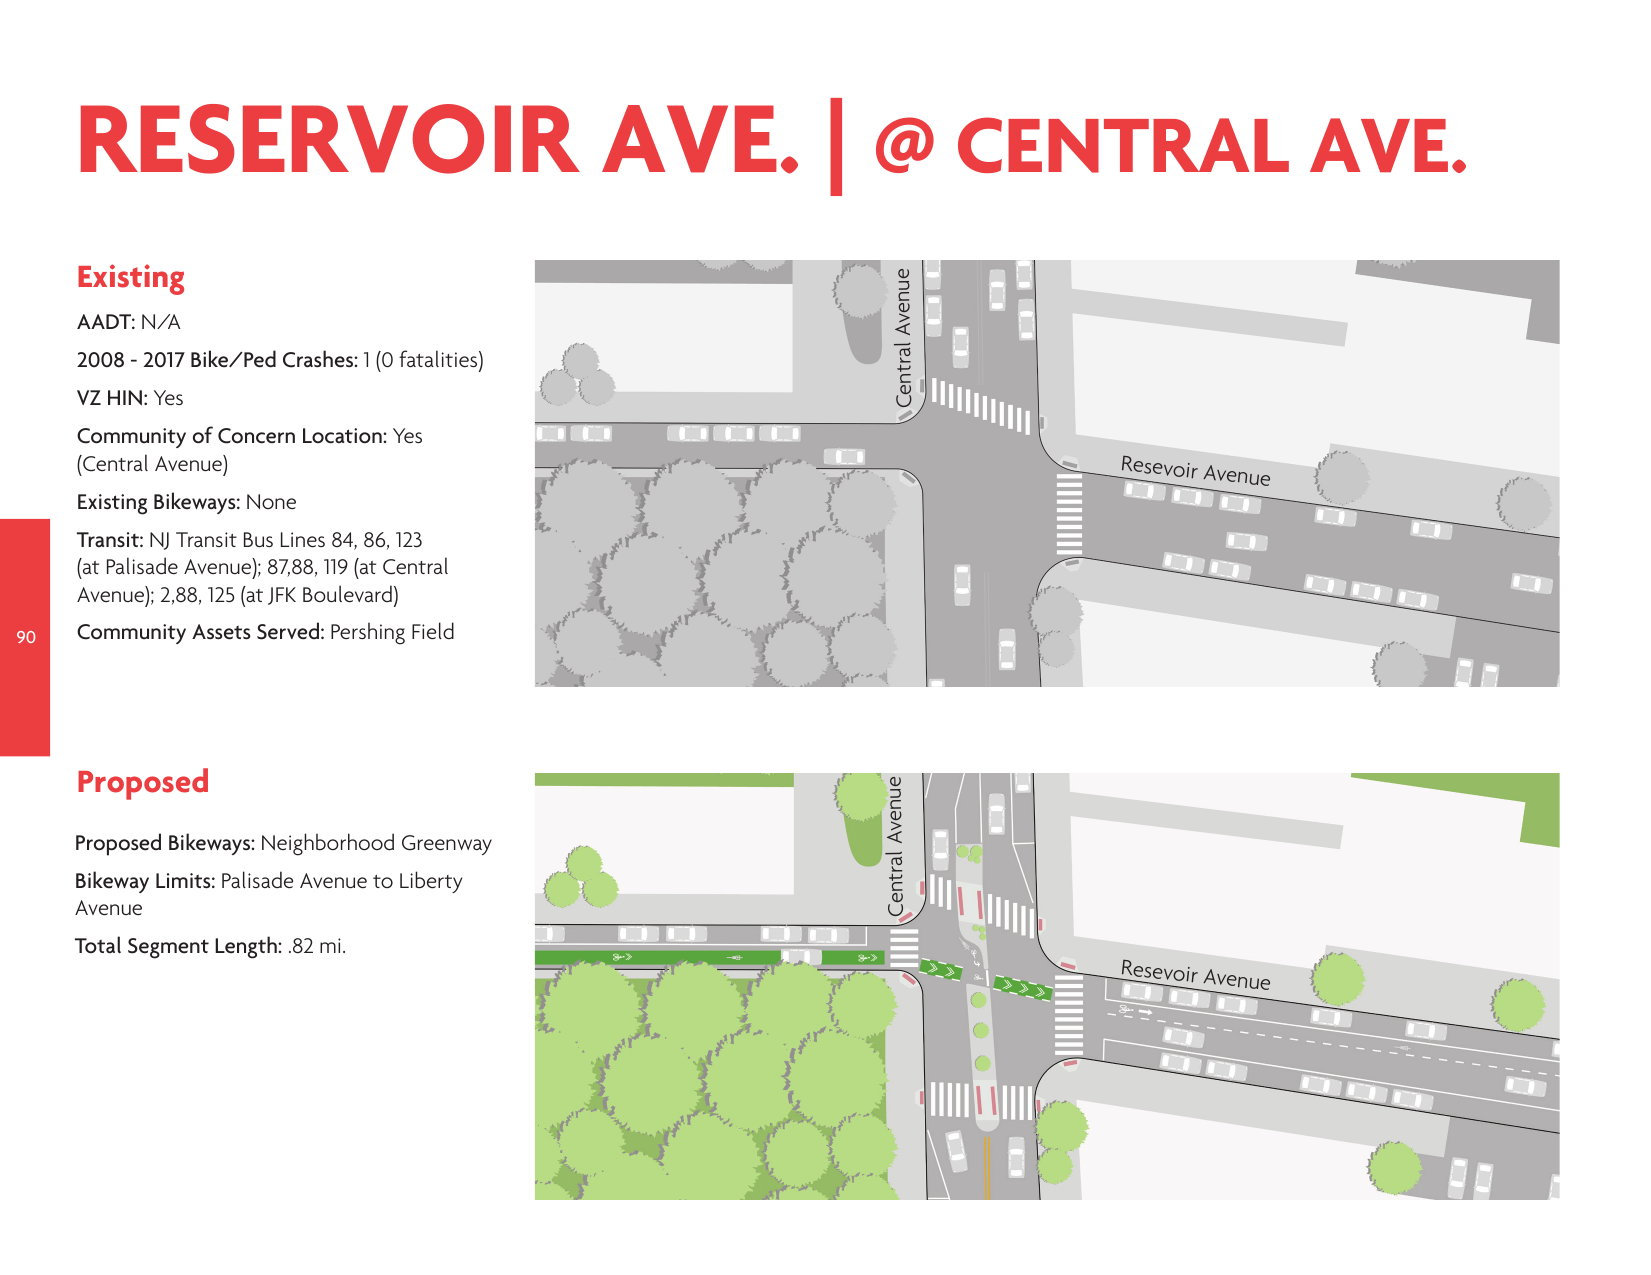 RESERVOIR AVE. | @ CENTRAL AVE.
Existing
AADT: N/A
2008 - 2017 Bike/Ped Crashes: 1 (0 fatalities)
VZ HIN: Yes
Community of Concern Location: Yes
(Central Avenue)
Existing Bikeways: None
Transit: NJ Transit Bus Lines 84, 86, 123
(at Palisade Avenue); 87,88, 119 (at Central
Avenue); 2,88, 125 (at JFK Boulevard)
Community Assets Served: Pershing Field
Central Avenue
Resevoir Avenue
90
Proposed
Proposed Bikeways: Neighborhood Greenway
Bikeway Limits: Palisade Avenue to Liberty
Avenue
Total Segment Length: .82 mi.
Central Avenue
Resevoir Avenue